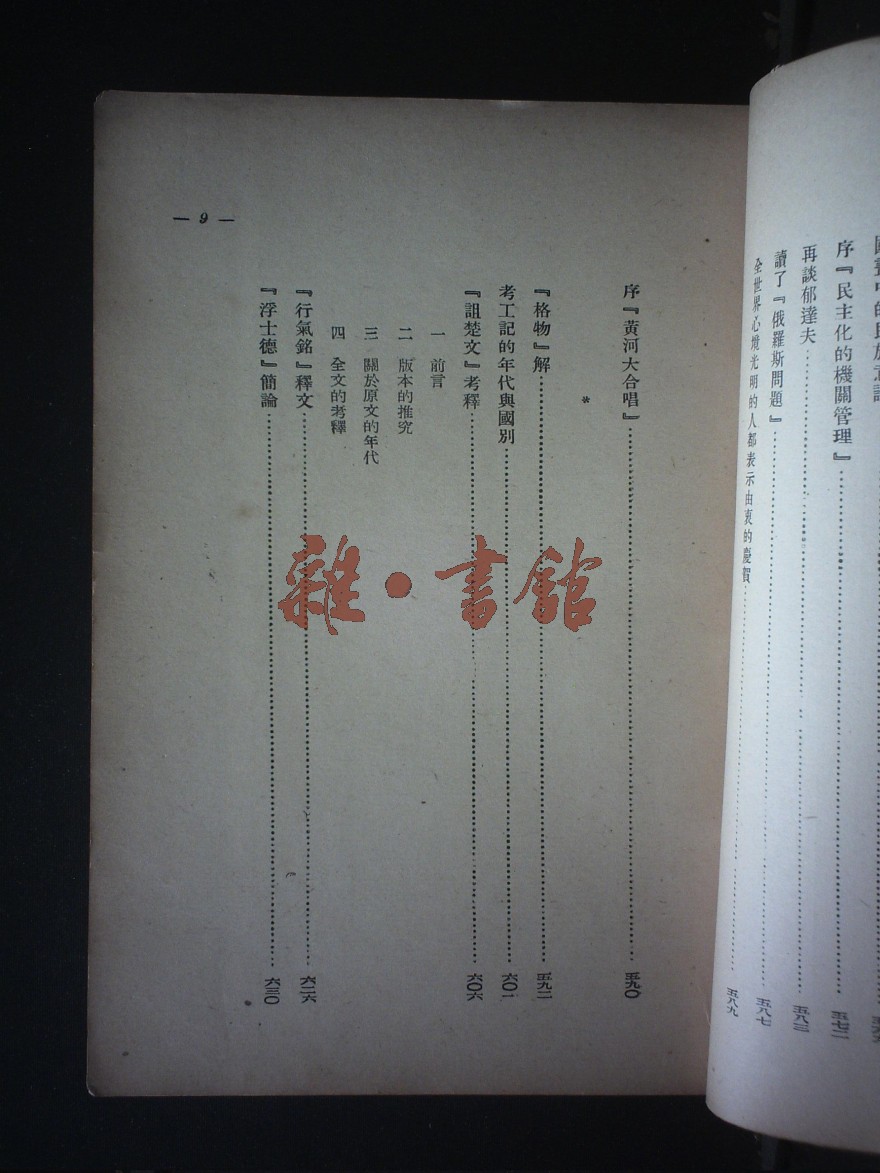 序『民主化的機關管理』 五七二
再談郁達夫 五八三
讀了『俄羅斯問題』 五八七
全世界心境光明的人都表示由衷的慶賀 五八九
序『黃河大合唱』 五九〇
*
『格物』解 五九二
考工記的年代與國別 六〇一
『詛楚文』考釋 六〇六
一 前言
二 版本的推究
三 關於原文的年代
四 全文的考釋
『行氣銘』釋文 六二六
『浮士德』簡論 六三〇
— 9 —
雜·書館